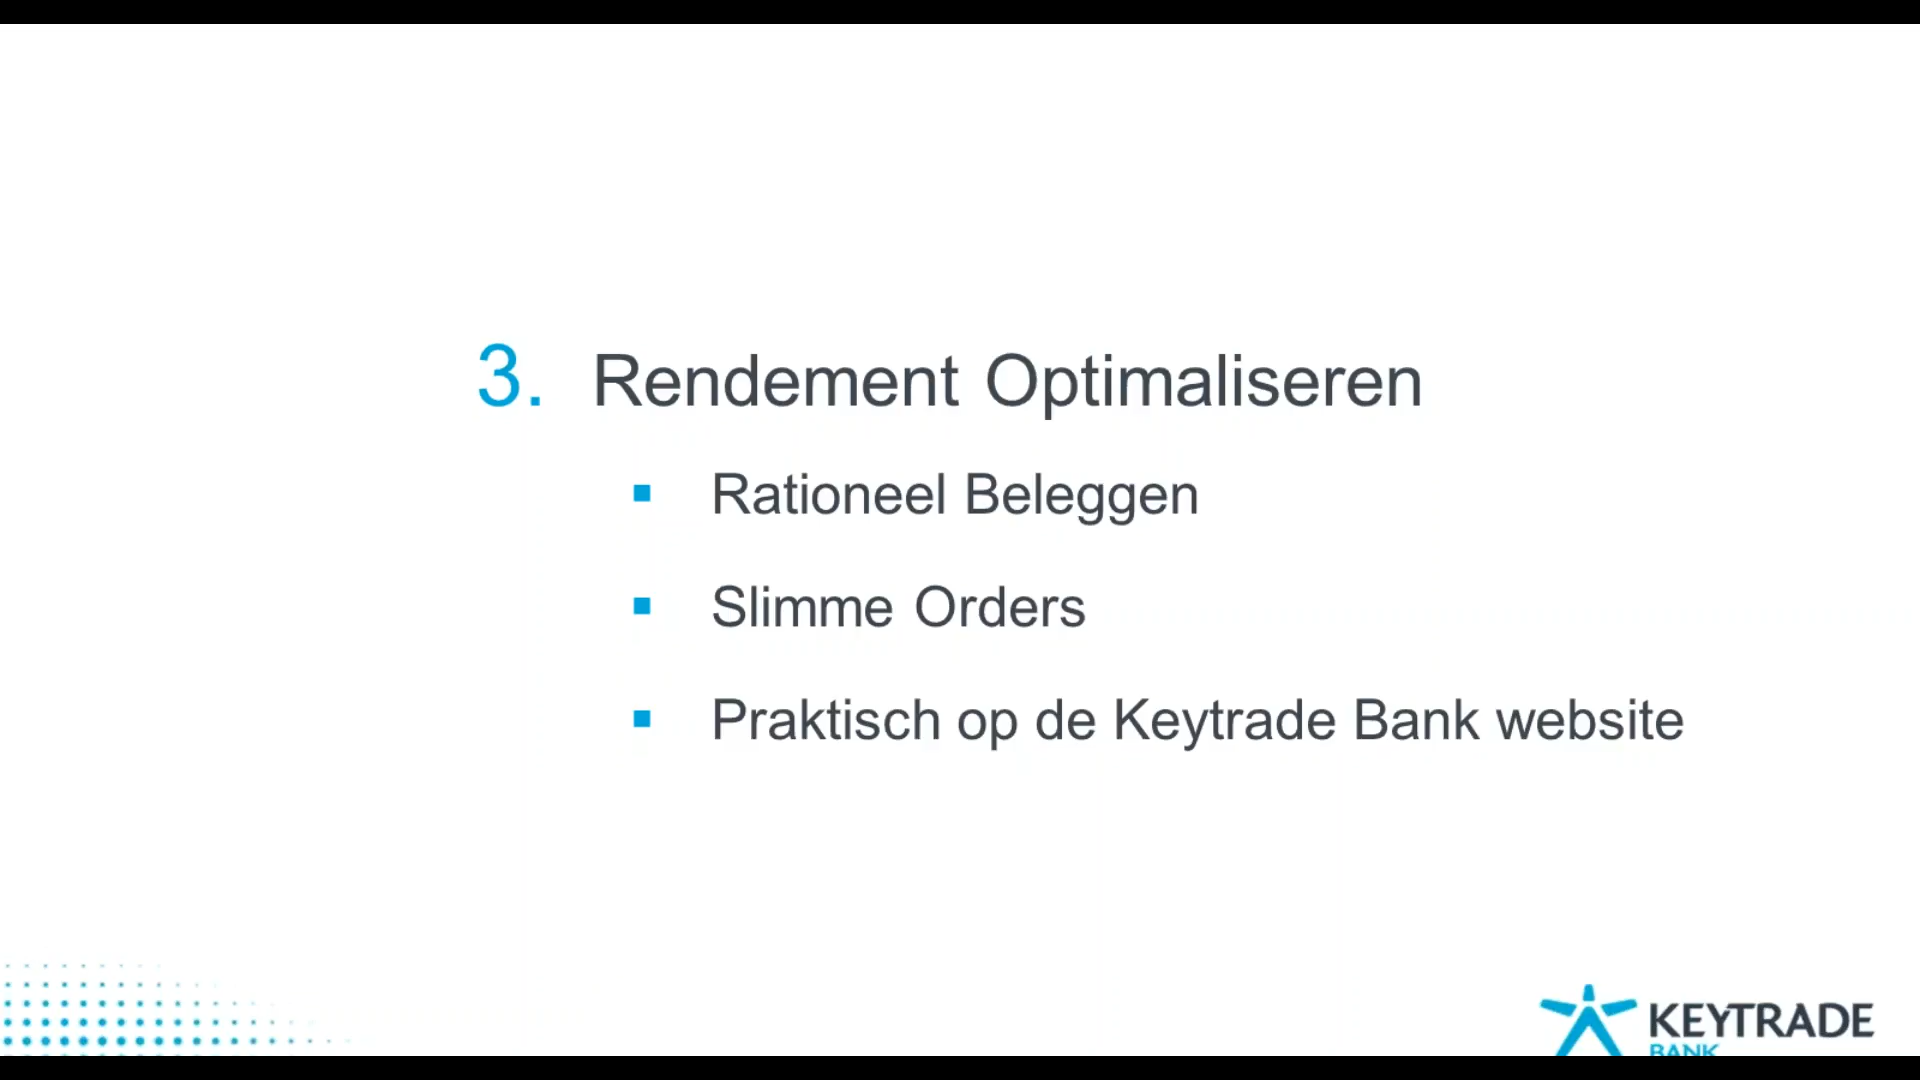 3. Rendement Optimaliseren
▪ Rationeel Beleggen
▪ Slimme Orders
▪ Praktisch op de Keytrade Bank website
KEYTRADE
BANK